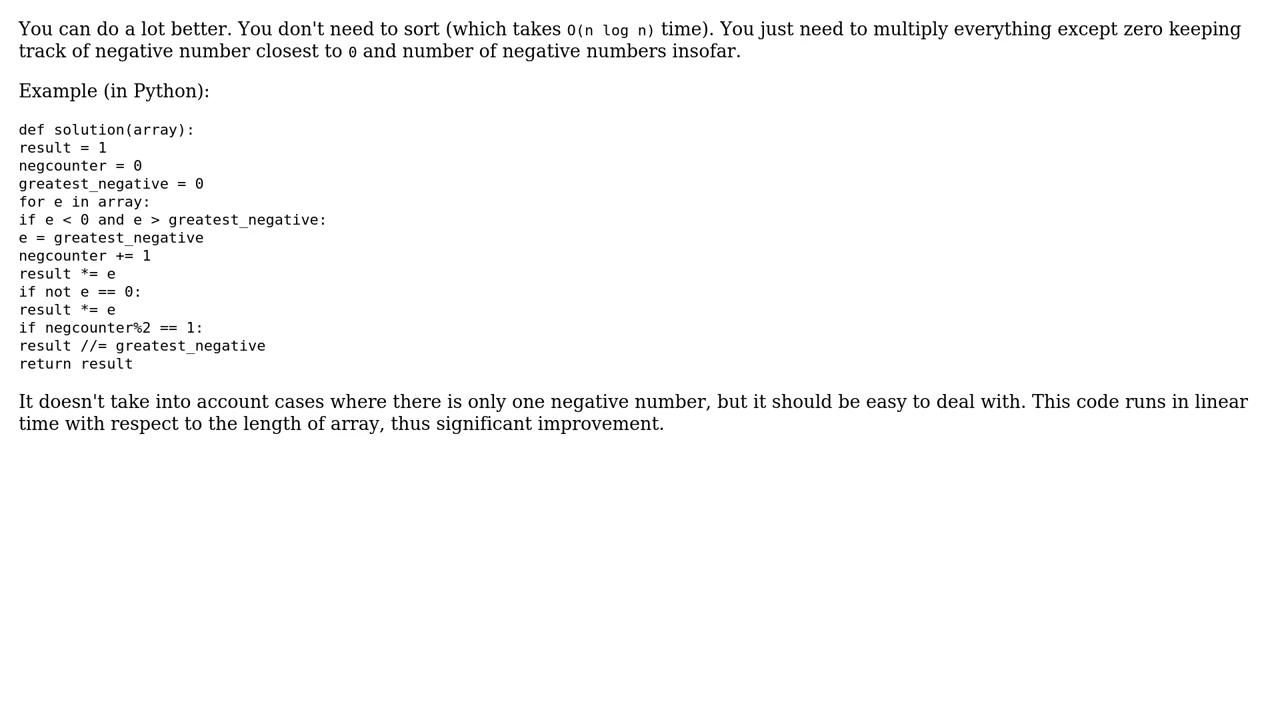 You can do a lot better. You don't need to sort (which takes O(n log n) time). You just need to multiply everything except zero keeping
track of negative number closest to 0 and number of negative numbers insofar.
Example (in Python):
def solution(array):
result = 1
negcounter = 0
greatest_negative = 0
for e in array:
if e < 0 and e > greatest_negative:
e = greatest_negative
negcounter += 1
result *= e
if not e == 0:
result *= e
if negcounter%2 == 1:
result //= greatest_negative
return result
It doesn't take into account cases where there is only one negative number, but it should be easy to deal with. This code runs in linear
time with respect to the length of array, thus significant improvement.